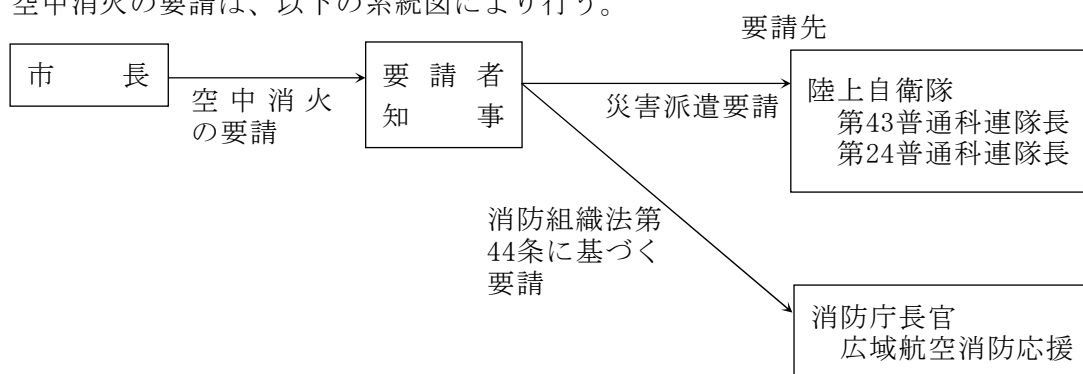 空中消火の要請は、以下の系統図により行う。
要請先
市長
空中消火
の要請
要請者
知事
災害派遣要請
陸上自衛隊
第43普通科連隊長
第24普通科連隊長
消防組織法第
44条に基づく
要請
消防庁長官
広域航空消防応援